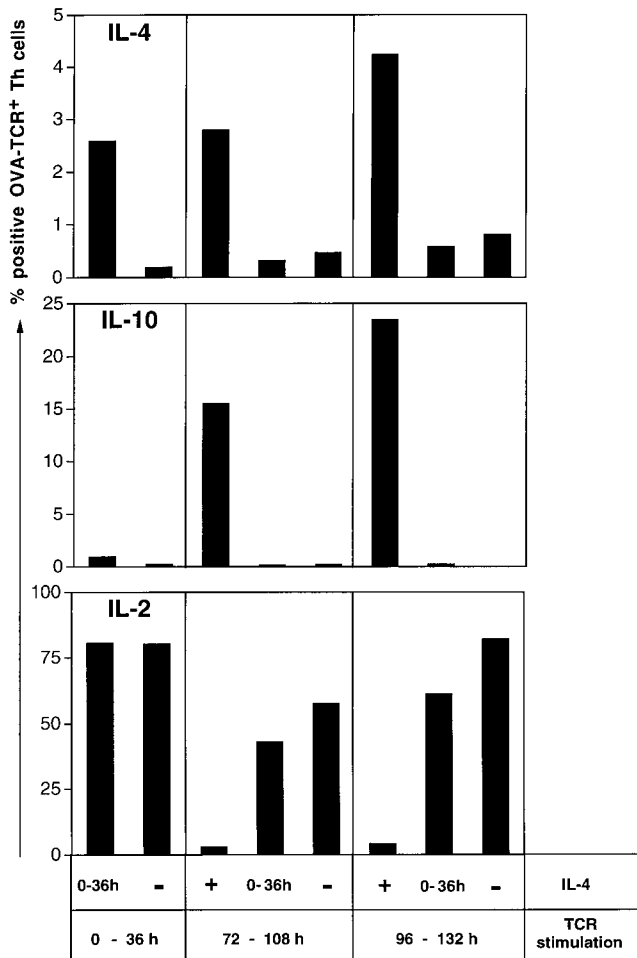 % positive OVA-TCR+ Th cells
IL-4
5
4
3
2
1
0
IL-10
25
20
15
10
5
0
IL-2
100
75
50
25
0
0-36h - + 0-36h - + 0-36h - IL-4
0 - 36 h 72 - 108 h 96 - 132 h TCR
stimulation